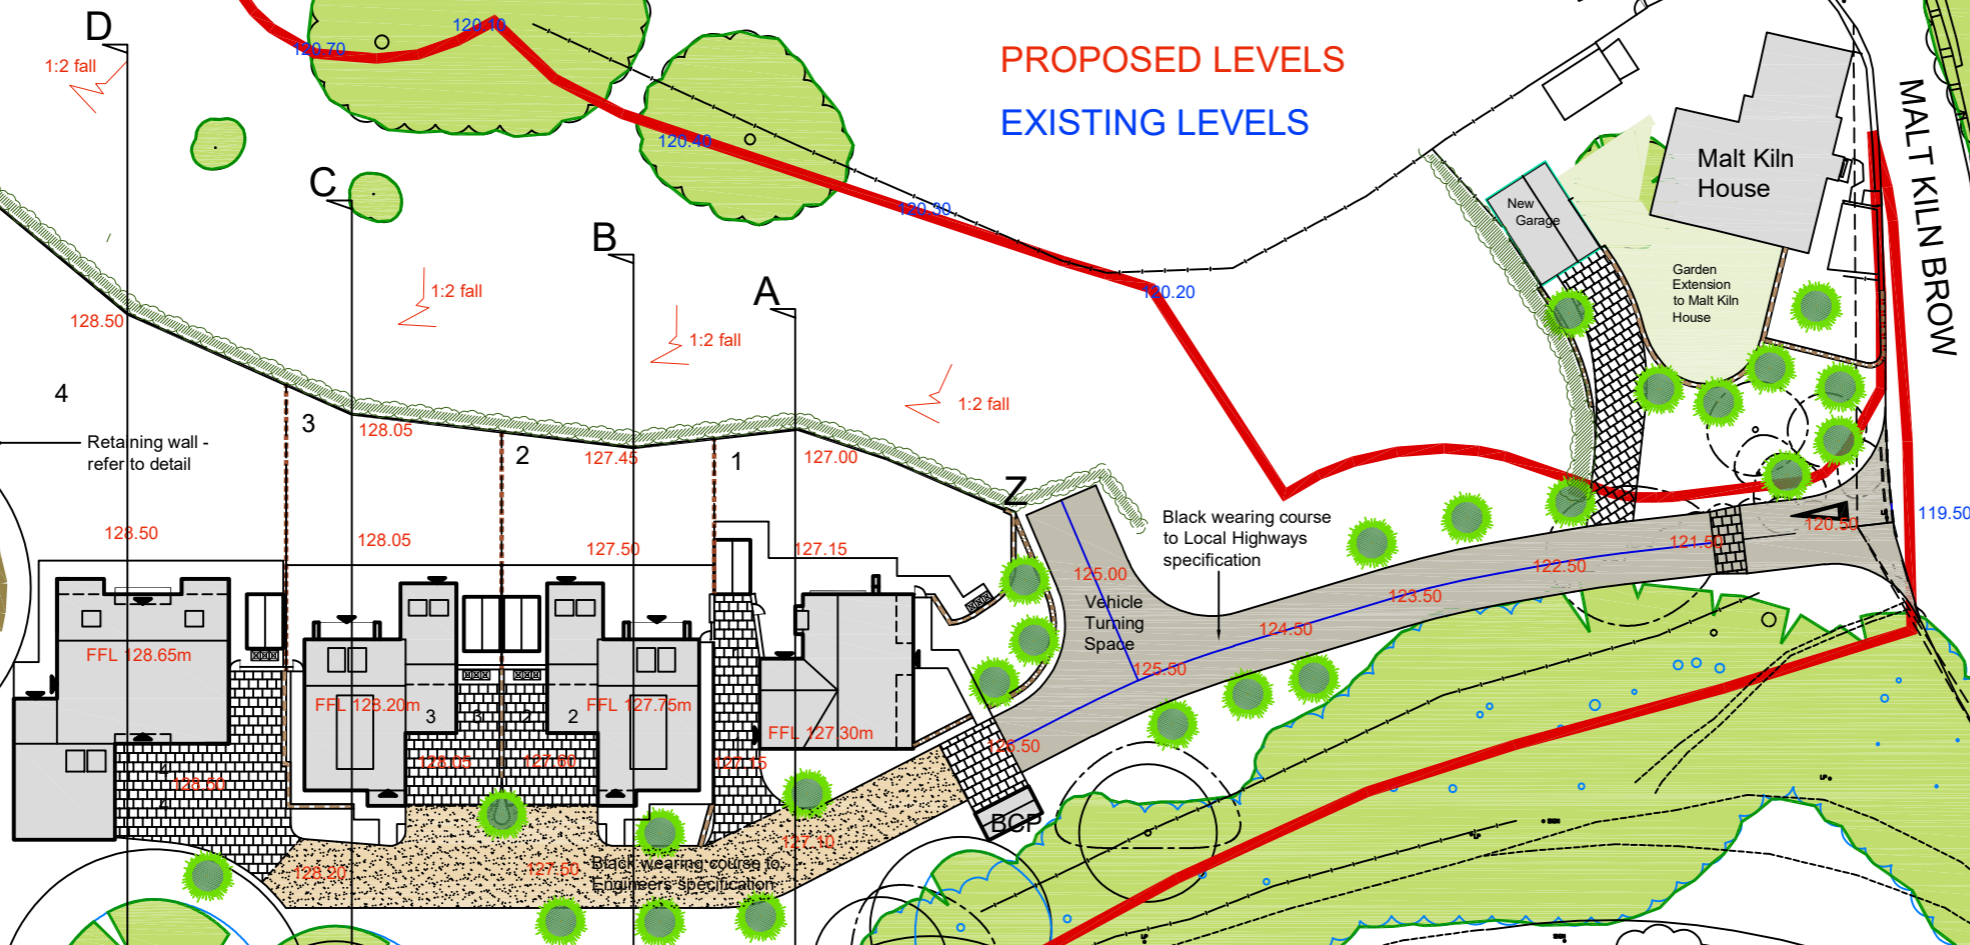 D
120.70
120.10
1:2 fall
PROPOSED LEVELS
EXISTING LEVELS
120.40
C
120.30
B
A
120.20
1:2 fall
1:2 fall
1:2 fall
128.50
4
3
128.05
2
127.45
1
127.00
Retaining wall -
refer to detail
Z
Malt Kiln
House
MALT KILN BROW
New
Garage
Garden
Extension
to Malt Kiln
House
119.50
120.50
121.50
122.50
123.50
124.50
125.50
125.00
Vehicle
Turning
Space
Black wearing course
to Local Highways
specification
128.50
128.05
127.50
127.15
FFL 128.65m
FFL 128.20m
FFL 127.75m
FFL 127.30m
3
3
2
2
4
4
128.50
128.05
127.60
127.15
126.50
BCP
128.20
127.50
127.10
Black wearing course to
Engineers specification